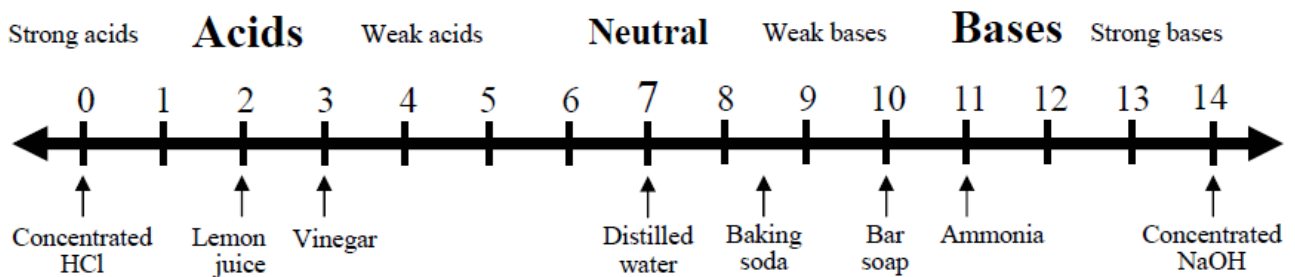 Strong acids Acids Weak acids Neutral Weak bases Bases Strong bases
0 1 2 3 4 5 6 7 8 9 10 11 12 13 14
Concentrated HCl
Lemon juice
Vinegar
Distilled water
Baking soda
Bar soap
Ammonia
Concentrated NaOH